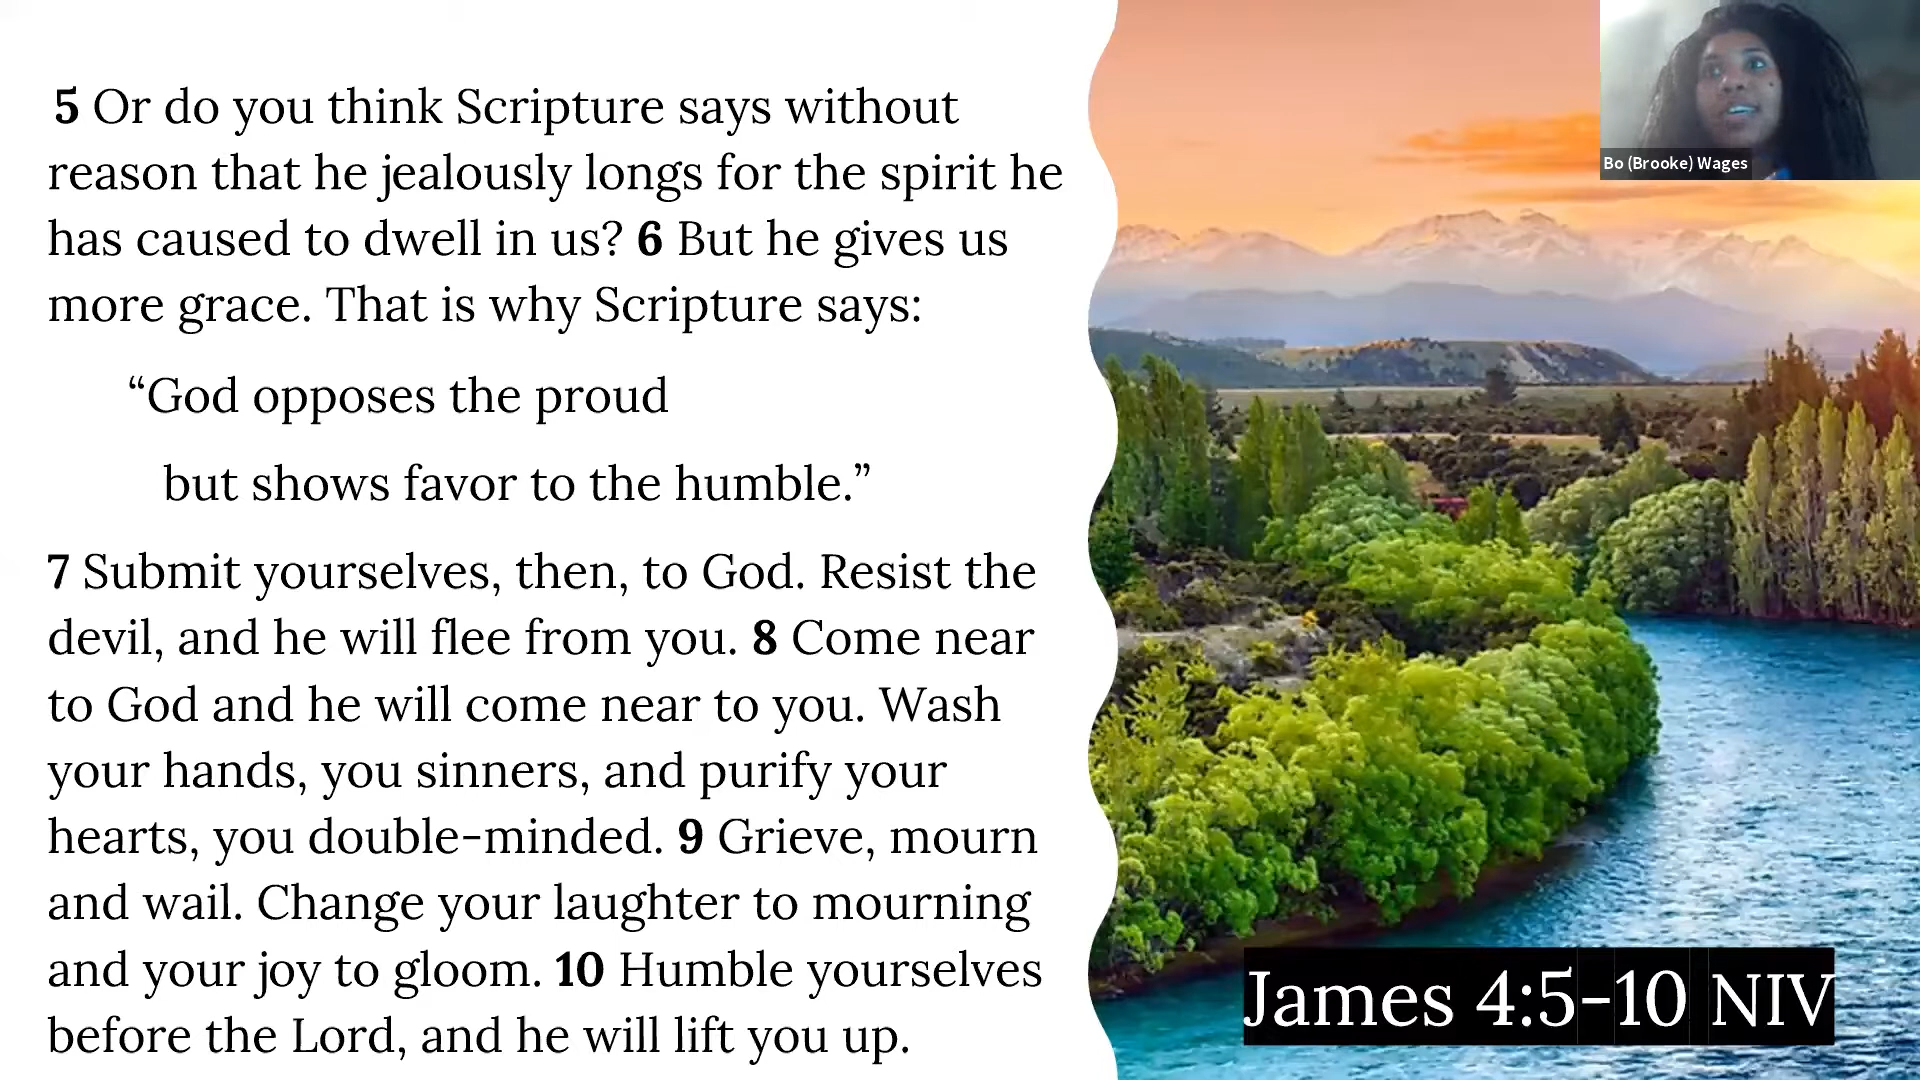 5 Or do you think Scripture says without
reason that he jealously longs for the spirit he
has caused to dwell in us? 6 But he gives us
more grace. That is why Scripture says:
“God opposes the proud
but shows favor to the humble.”
7 Submit yourselves, then, to God. Resist the
devil, and he will flee from you. 8 Come near
to God and he will come near to you. Wash
your hands, you sinners, and purify your
hearts, you double-minded. 9 Grieve, mourn
and wail. Change your laughter to mourning
and your joy to gloom. 10 Humble yourselves
before the Lord, and he will lift you up.
Bo (Brooke) Wages
James 4:5-10 NIV